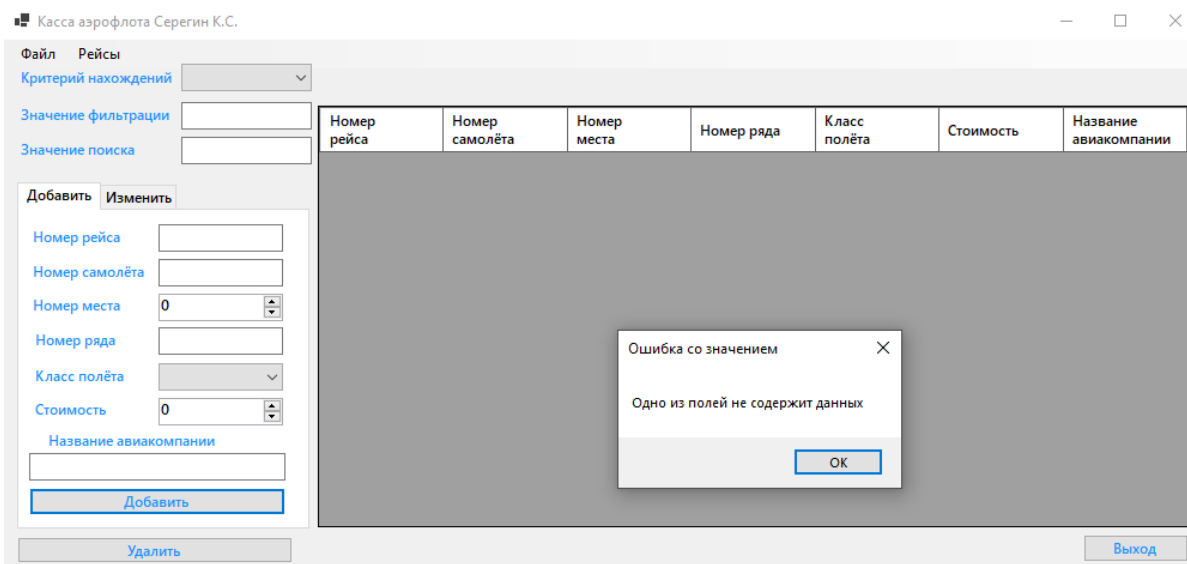 Касса аэрофлота Серегин К.С.
Файл Рейсы
Критерий нахождений
Значение фильтрации
Значение поиска
Номер рейса
Номер самолёта
Номер места
Номер ряда
Класс полёта
Стоимость
Название авиакомпании
Добавить Изменить
Номер рейса
Номер самолёта
Номер места 0
Номер ряда
Класс полёта
Стоимость 0
Название авиакомпании
Добавить
Удалить
Ошибка со значением
Одно из полей не содержит данных
ОК
Выход